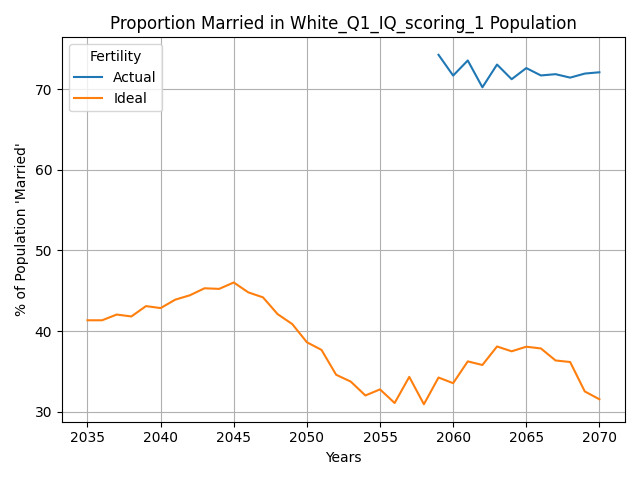 Proportion Married in White_Q1_IQ_scoring_1 Population
Fertility
Actual
Ideal
% of Population 'Married'
70
60
50
40
30
2035 2040 2045 2050 2055 2060 2065 2070
Years